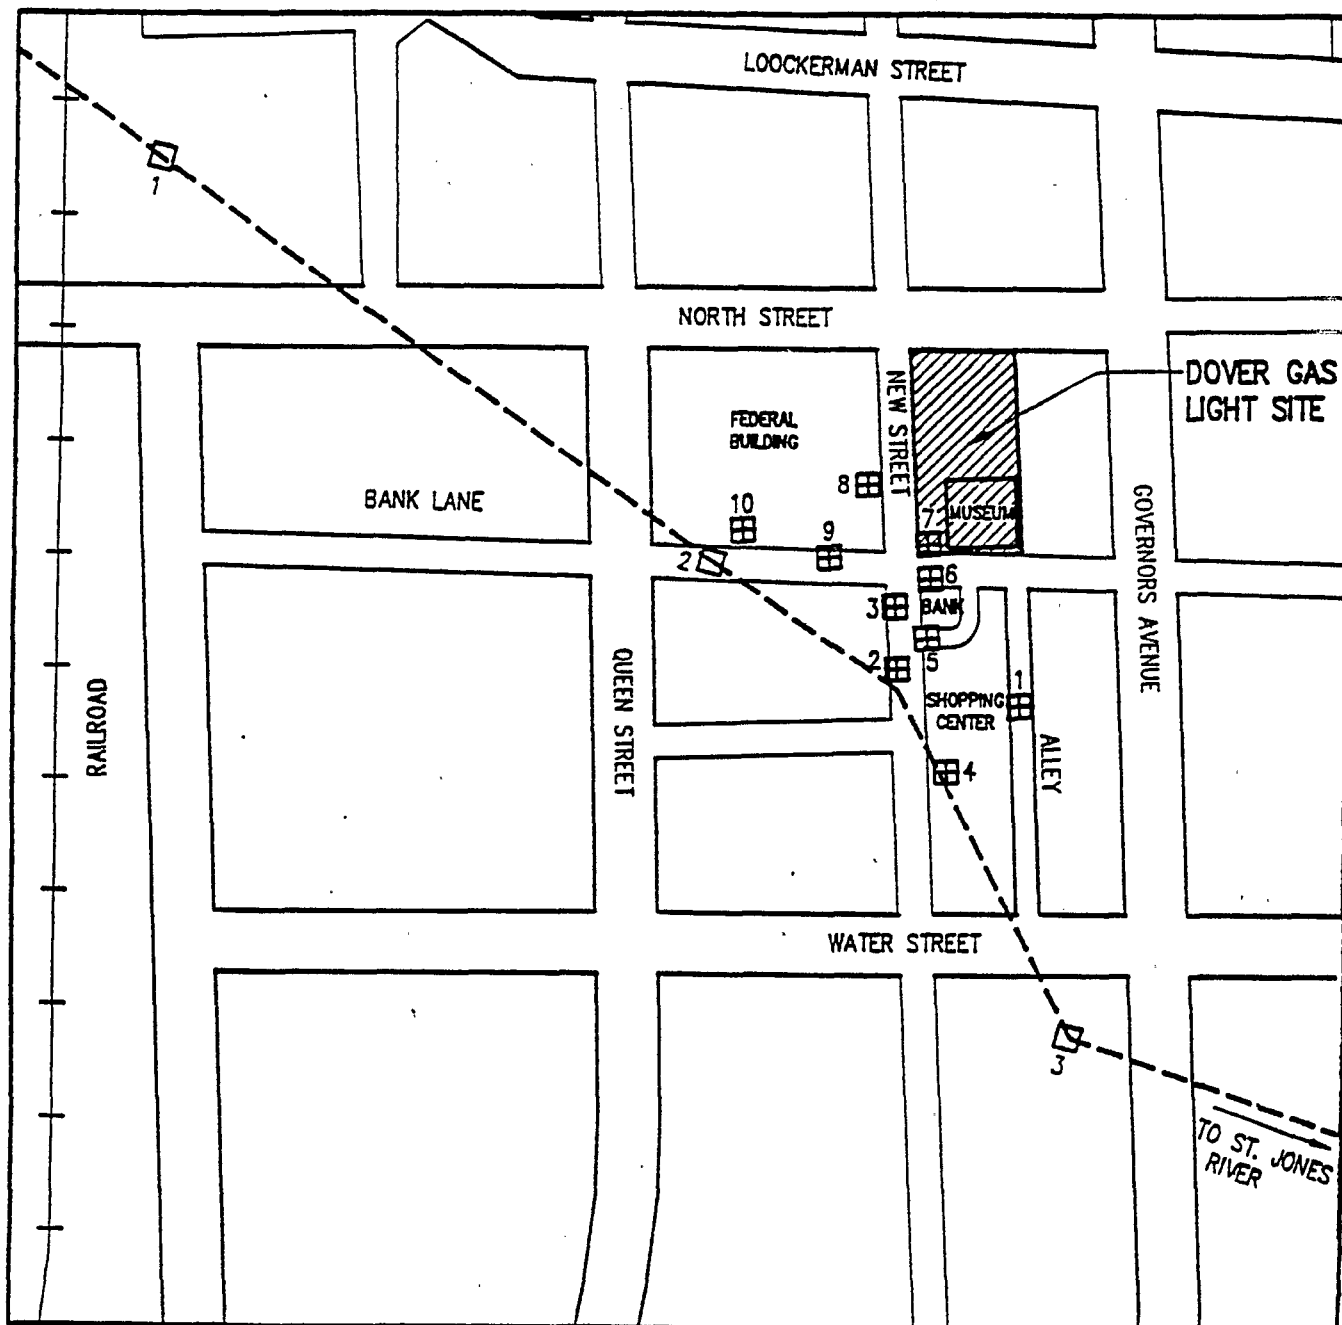 LOOCKERMAN STREET
1
NORTH STREET
DOVER GAS
LIGHT SITE
NEW STREET
FEDERAL
BUILDING
8
BANK LANE
10
9
7
MUSEUM
GOVERNORS AVENUE
2
6
3
BANK
2
5
QUEEN STREET
RAILROAD
SHOPPING
CENTER
1
ALLEY
4
WATER STREET
3
TO ST. JONES
RIVER